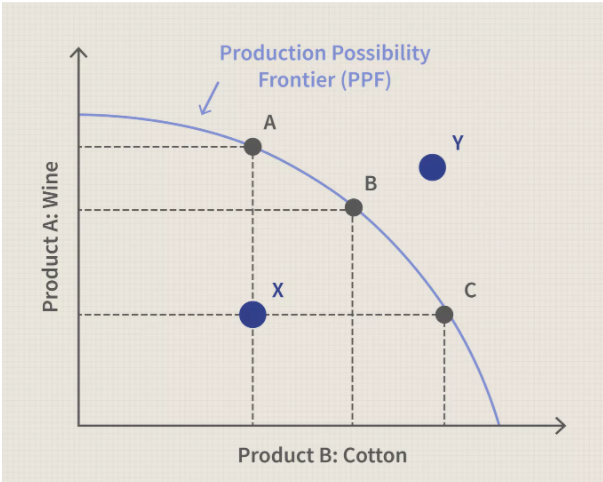 Production Possibility
Frontier (PPF)
A
Y
B
X
C
Product A: Wine
Product B: Cotton